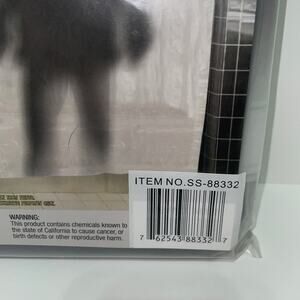 ITEM NO.SS-88332
WARNING:
This product contains chemicals known to
the state of California to cause cancer, or
birth defects or other reproductive harm.
7 62543 88332 7